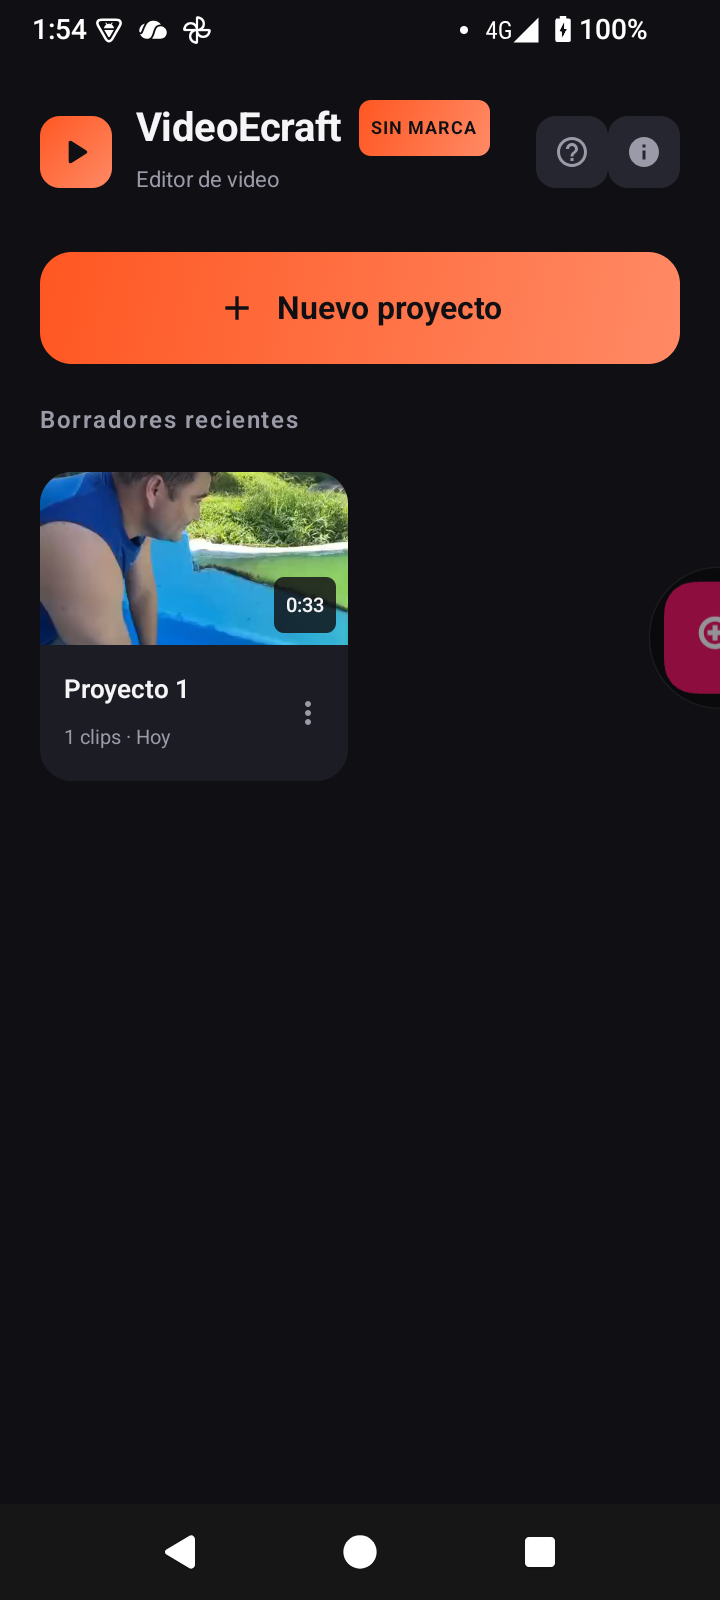 1:54
4G 100%
VideoEcraft
SIN MARCA
Editor de video
Nuevo proyecto
Borradores recientes
0:33
Proyecto 1
1 clips · Hoy